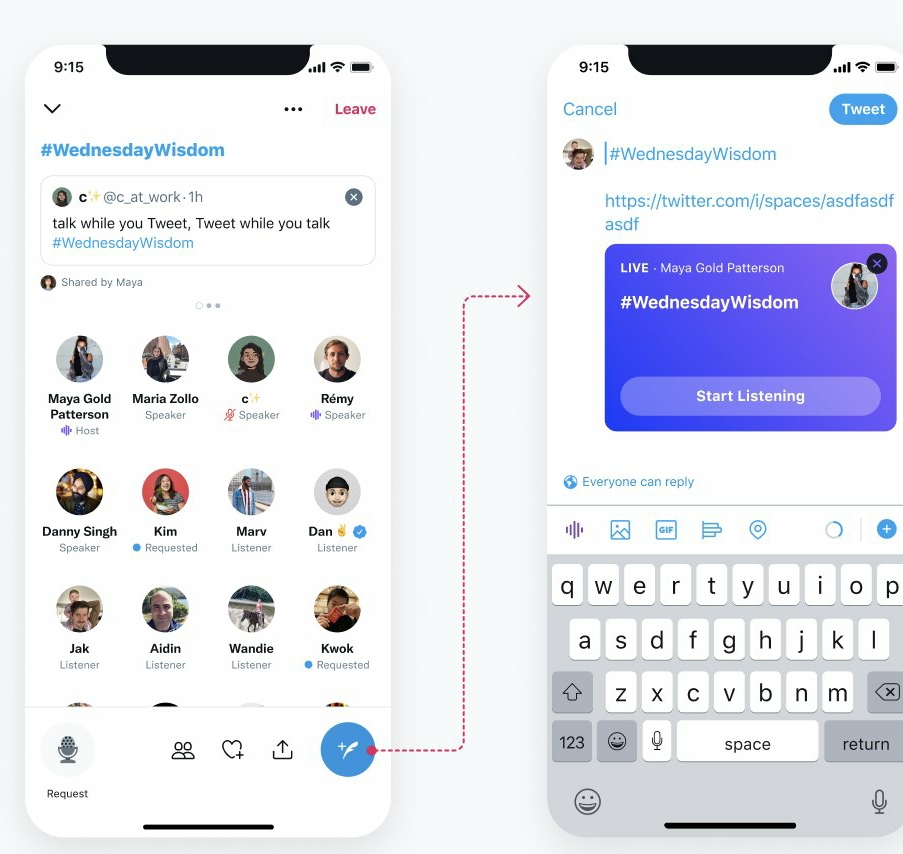 9:15
Leave
#WednesdayWisdom
c✨ @c_at_work · 1h
talk while you Tweet, Tweet while you talk
#WednesdayWisdom
Shared by Maya
Maya Gold Patterson
Host
Maria Zollo
Speaker
c✨
Speaker
Rémy
Speaker
Danny Singh
Speaker
Kim
Requested
Marv
Listener
Dan ✌
Listener
Jak
Listener
Aidin
Listener
Wandie
Listener
Kwok
Requested
Request
9:15
Cancel
Tweet
#WednesdayWisdom
https://twitter.com/i/spaces/asdfasdf
asdf
LIVE · Maya Gold Patterson
#WednesdayWisdom
Start Listening
Everyone can reply
GIF
q w e r t y u i o p
a s d f g h j k l
z x c v b n m
123 space return